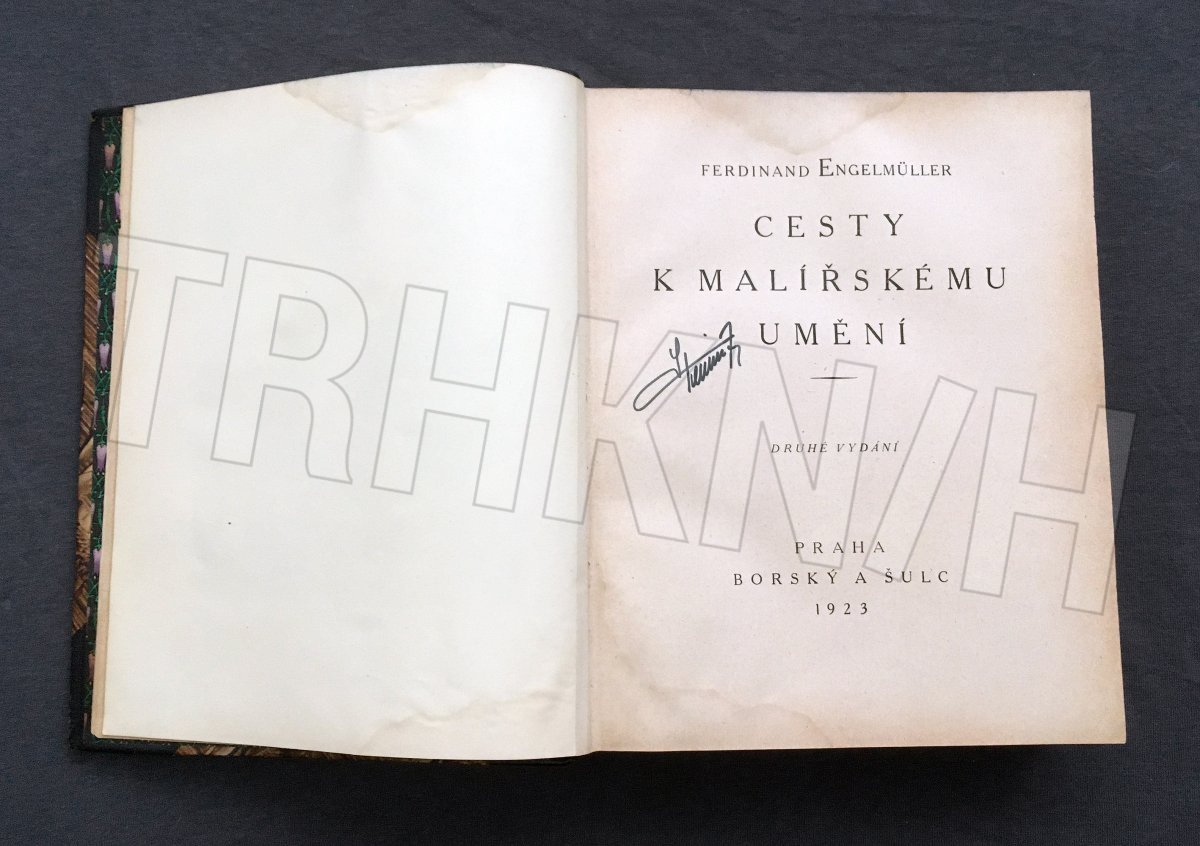 FERDINAND ENGELMÜLLER
CESTY
K MALÍŘSKÉMU
UMĚNÍ
DRUHÉ VYDÁNÍ
PRAHA
BORSKÝ A ŠULC
1923
TRHKNIH